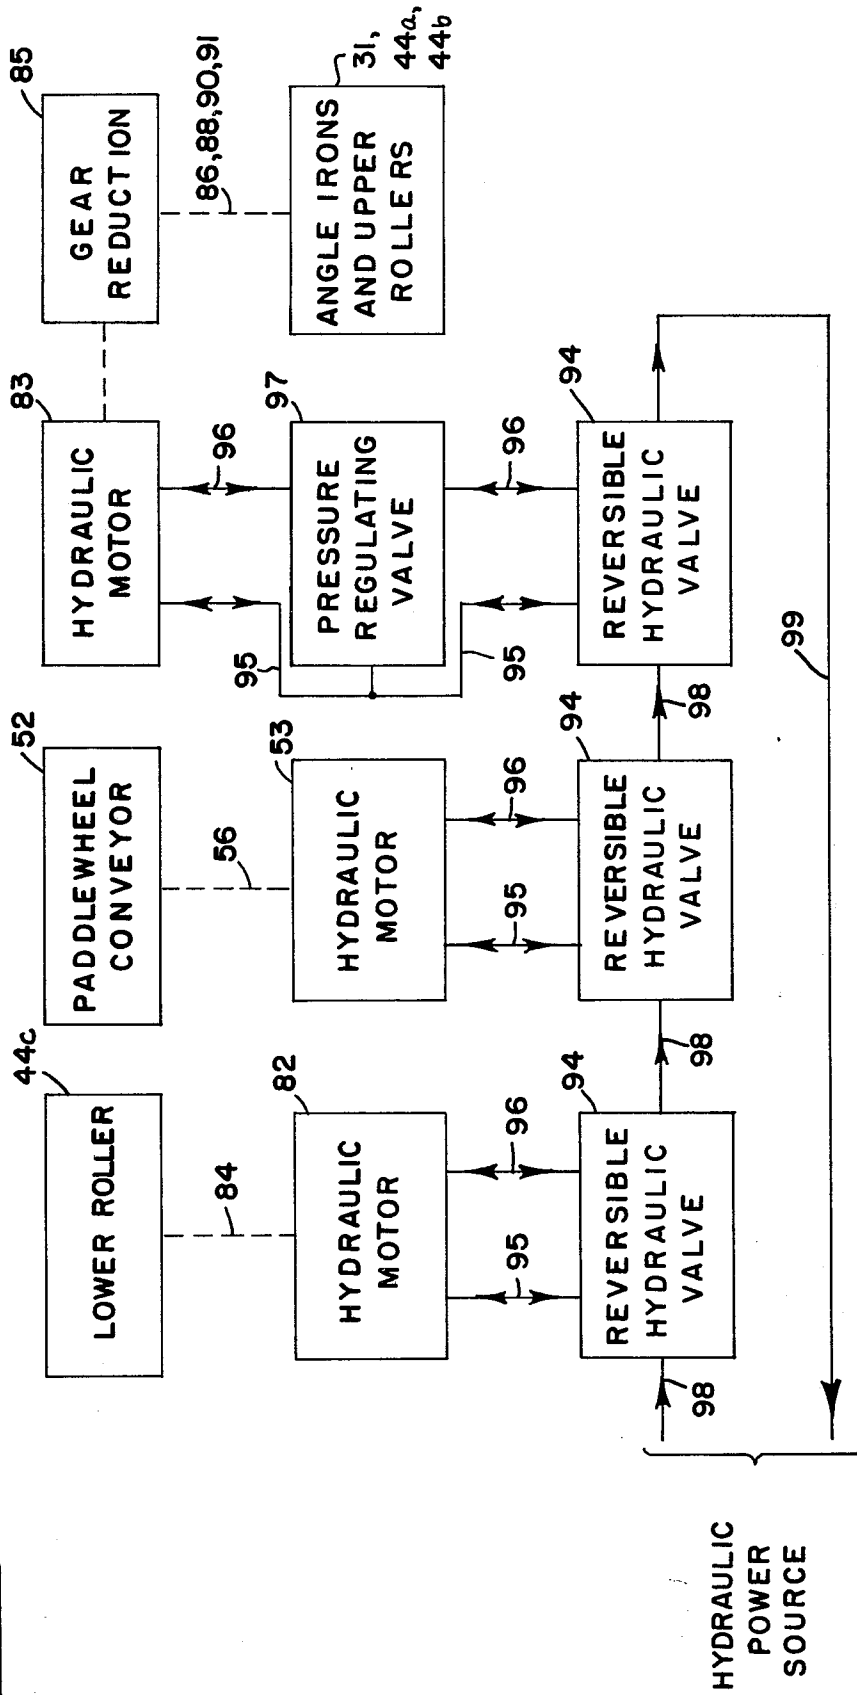 44c
LOWER ROLLER
84
82
HYDRAULIC
MOTOR
95
96
94
REVERSIBLE
HYDRAULIC
VALVE
98
52
PADDLEWHEEL
CONVEYOR
56
53
HYDRAULIC
MOTOR
95
96
94
REVERSIBLE
HYDRAULIC
VALVE
98
83
HYDRAULIC
MOTOR
96
95
97
PRESSURE
REGULATING
VALVE
95
96
94
REVERSIBLE
HYDRAULIC
VALVE
98
85
GEAR
REDUCTION
86,88,90,91
31,
44a,
44b
ANGLE IRONS
AND UPPER
ROLLERS
99
HYDRAULIC
POWER
SOURCE